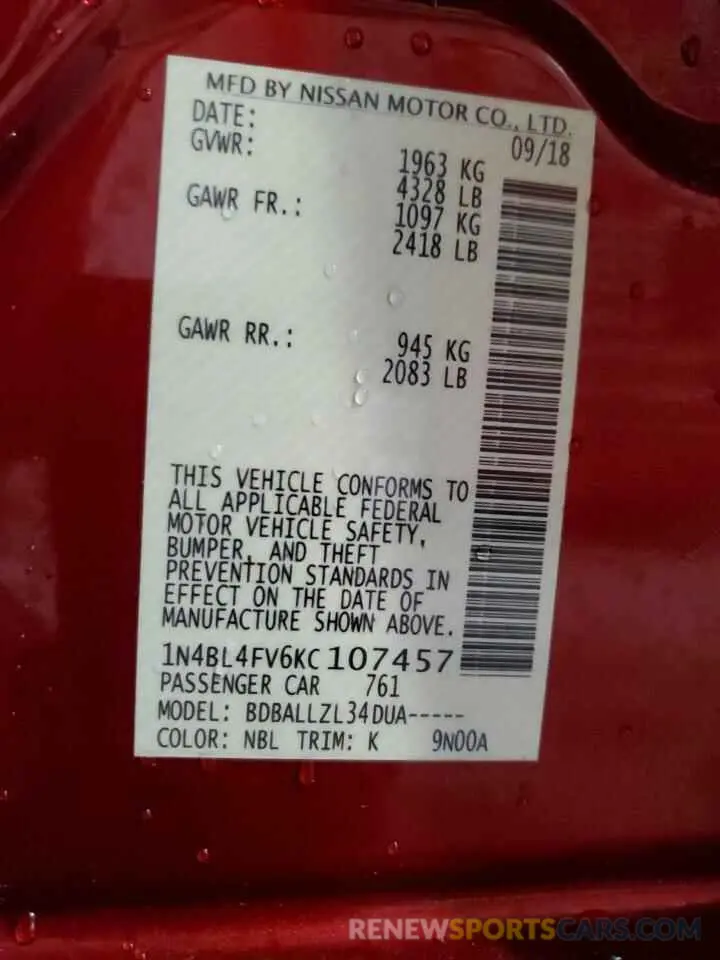 MFD BY NISSAN MOTOR CO., LTD.
DATE: 09/18
GVWR: 1963 KG
4328 LB
GAWR FR.: 1097 KG
2418 LB
GAWR RR.: 945 KG
2083 LB
THIS VEHICLE CONFORMS TO
ALL APPLICABLE FEDERAL
MOTOR VEHICLE SAFETY,
BUMPER, AND THEFT
PREVENTION STANDARDS IN
EFFECT ON THE DATE OF
MANUFACTURE SHOWN ABOVE.
1N4BL4FV6KC107457
PASSENGER CAR 761
MODEL: BDBALLZL34DUA-----
COLOR: NBL TRIM: K 9N00A
RENEWSPORTSCARS.COM